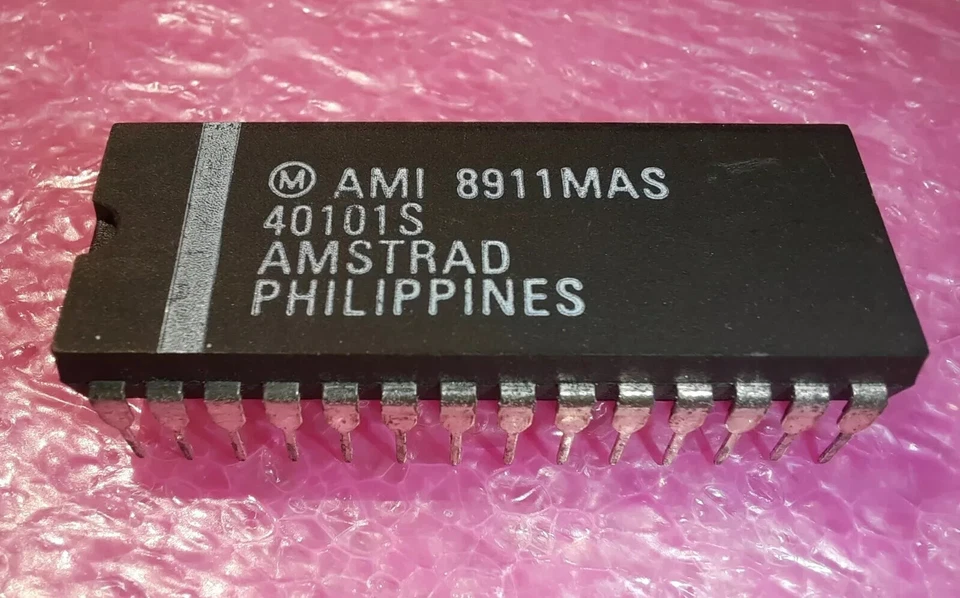 Ⓜ AMI 8911MAS
40101S
AMSTRAD
PHILIPPINES